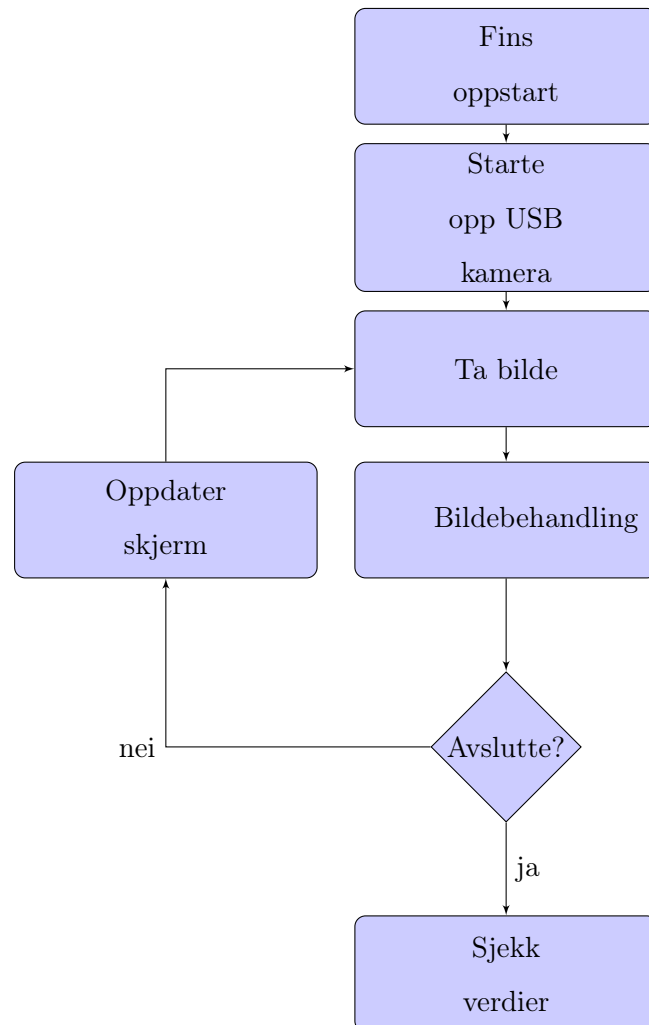 Fins
oppstart
Starte
opp USB
kamera
Ta bilde
Oppdater
skjerm
Bildebehandling
nei
Avslutte?
ja
Sjekk
verdier